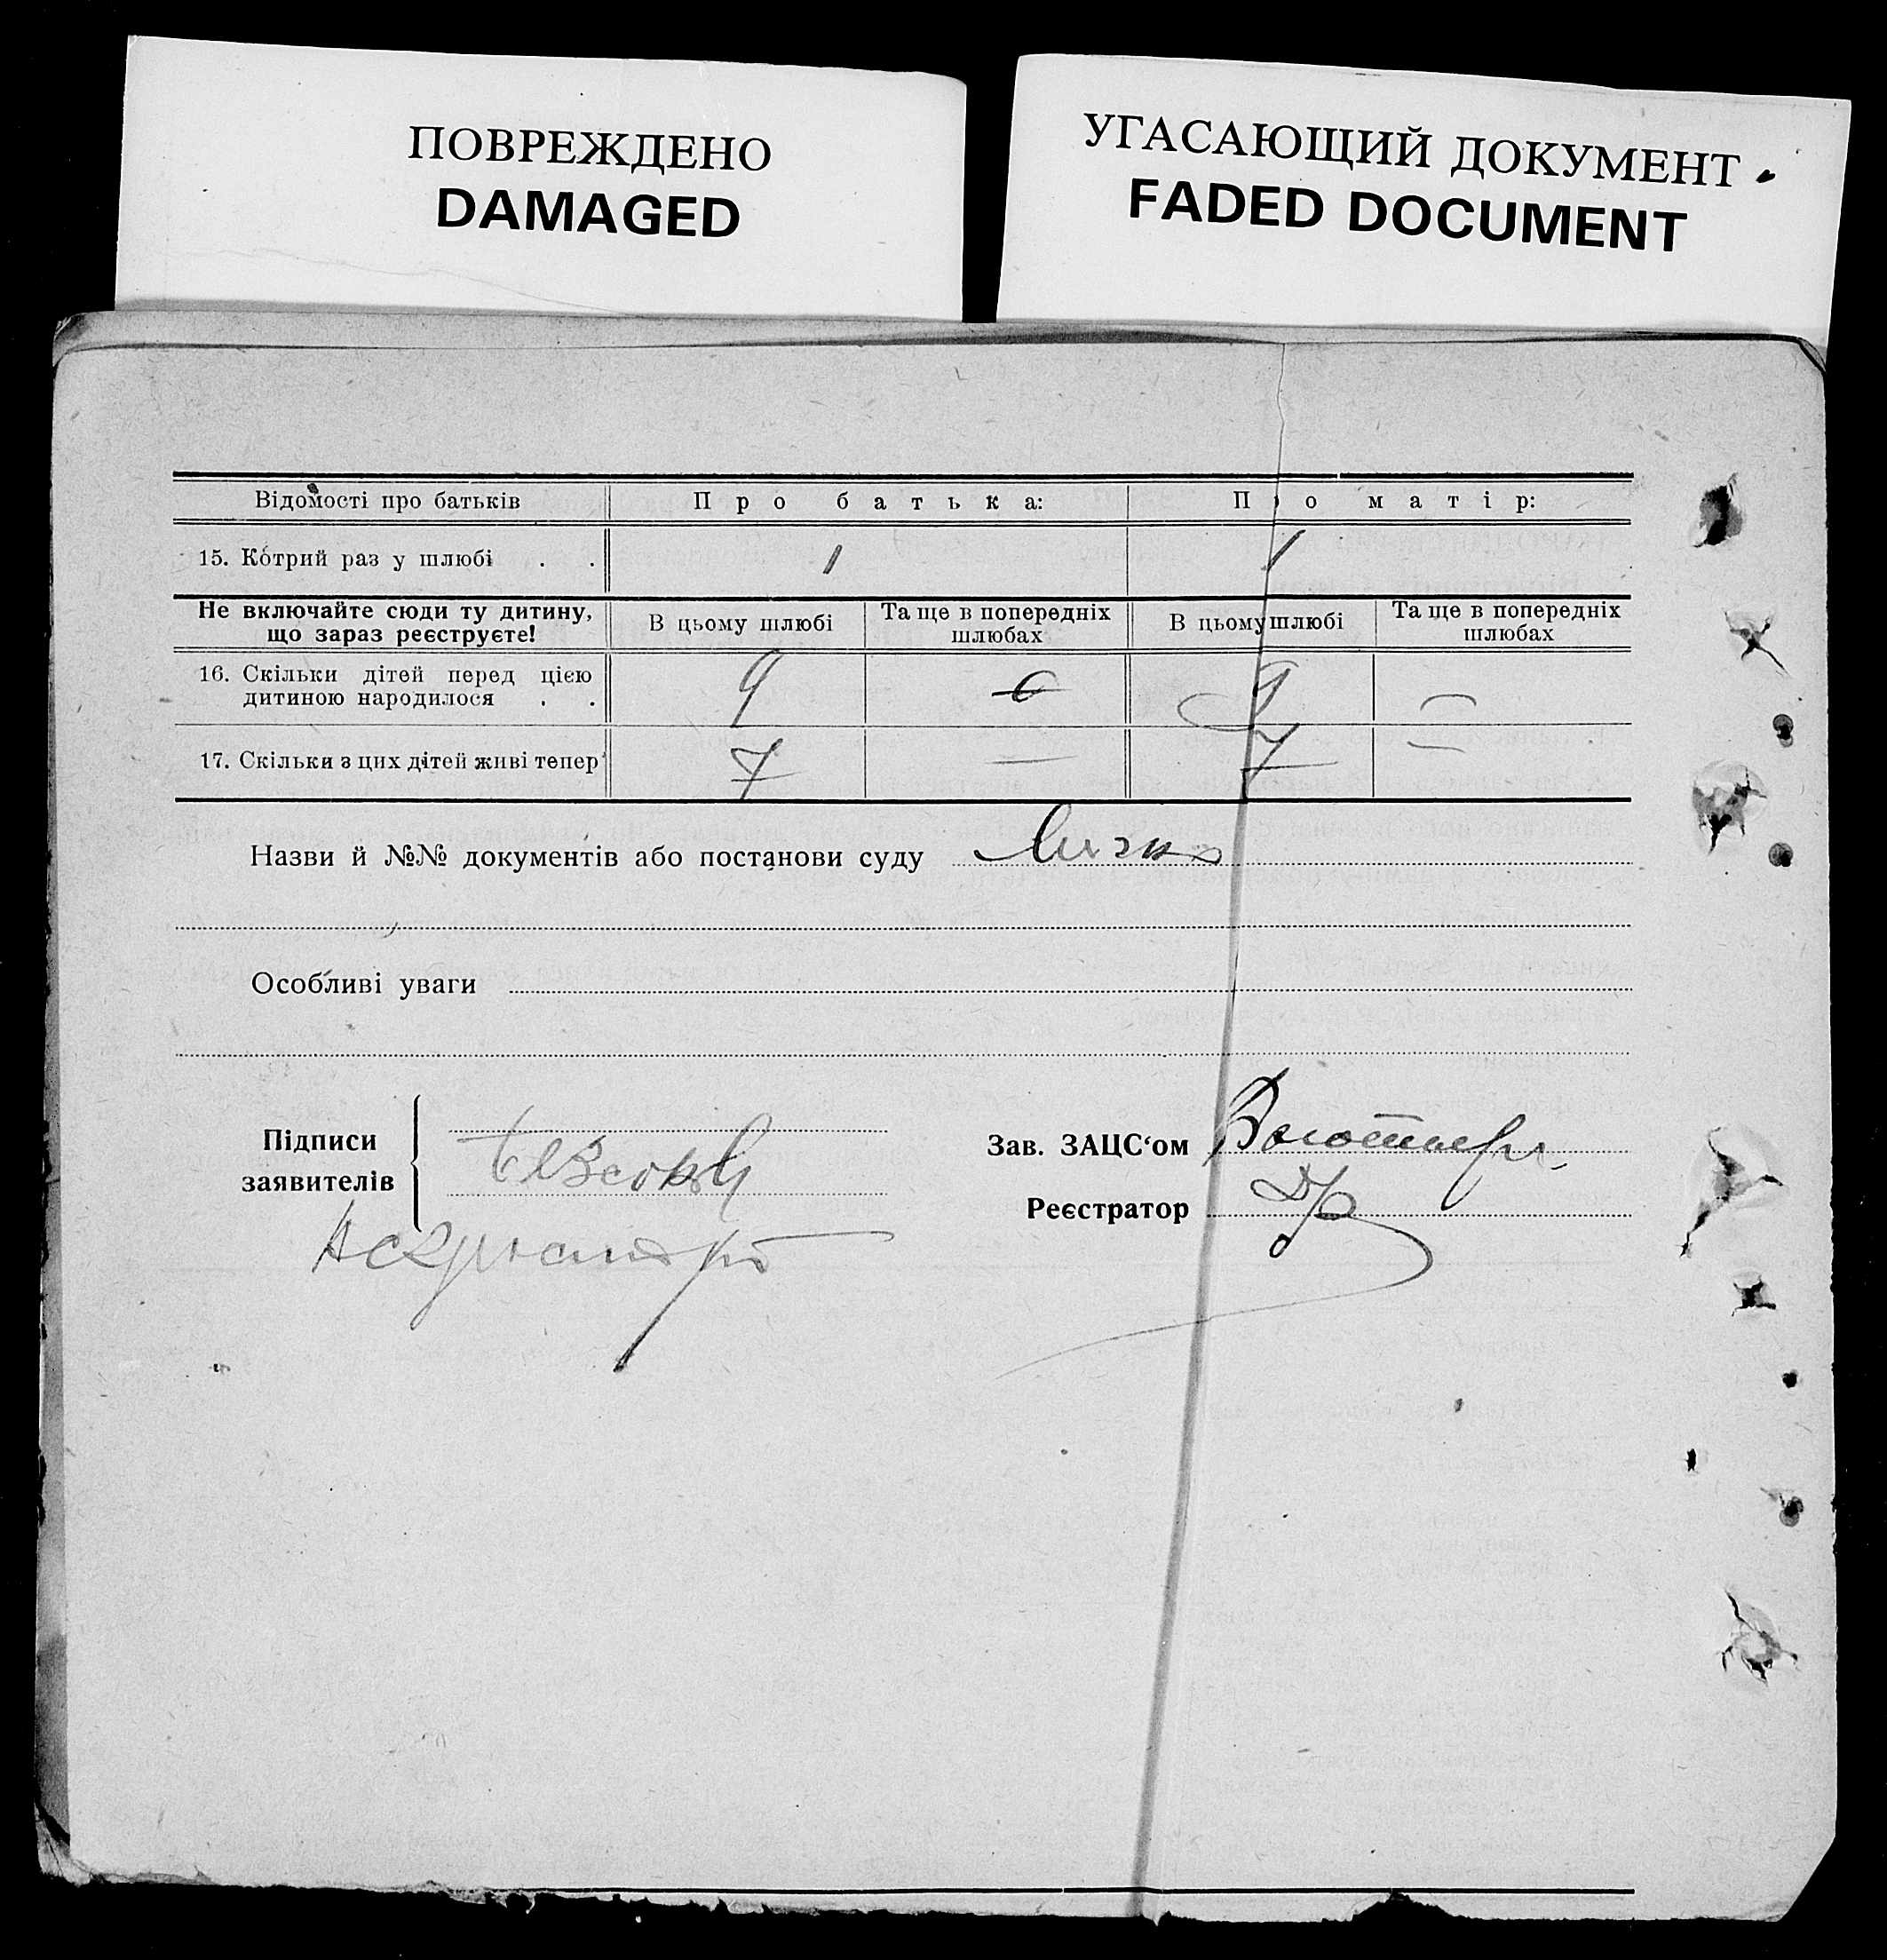 ПОВРЕЖДЕНО
DAMAGED
УГАСАЮЩИЙ ДОКУМЕНТ
FADED DOCUMENT
Відомості про батьків Про батька: Про матір:
15. Котрий раз у шлюбі . . 1 1
Не включайте сюди ту дитину, що зараз реєструєте! В цьому шлюбі Та ще в попередніх шлюбах В цьому шлюбі Та ще в попередніх шлюбах
16. Скільки дітей перед цією 9 9 —
дитиною народилося . .
17. Скільки з цих дітей живі тепер 7 — 7 —
Назви й №№ документів або постанови суду
Особливі уваги
Підписи
заявителів
Зав. ЗАЦС‘ом
Реєстратор